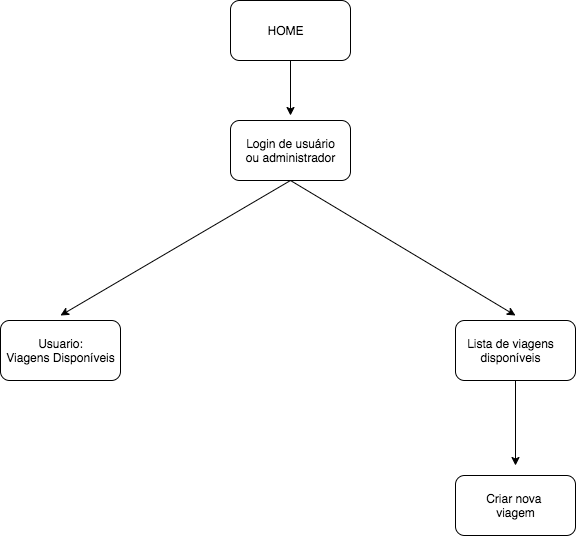 HOME
Login de usuário
ou administrador
Usuario:
Viagens Disponíveis
Lista de viagens
disponíveis
Criar nova
viagem